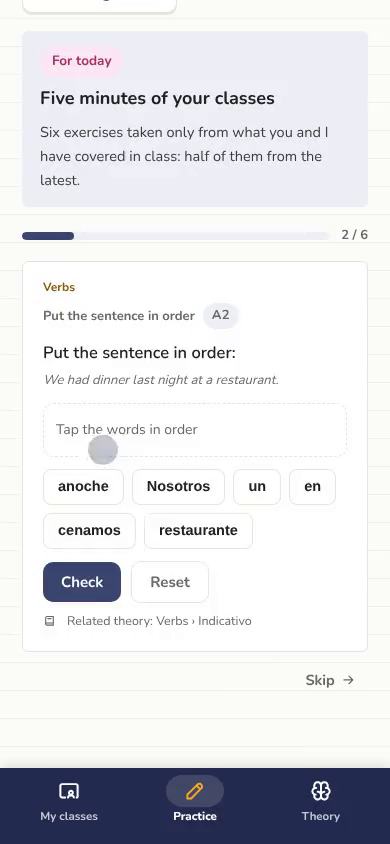 For today
Five minutes of your classes
Six exercises taken only from what you and I
have covered in class: half of them from the
latest.
2 / 6
Verbs
Put the sentence in order A2
Put the sentence in order:
We had dinner last night at a restaurant.
Tap the words in order
anoche Nosotros un en
cenamos restaurante
Check Reset
Related theory: Verbs › Indicativo
Skip →
My classes Practice Theory